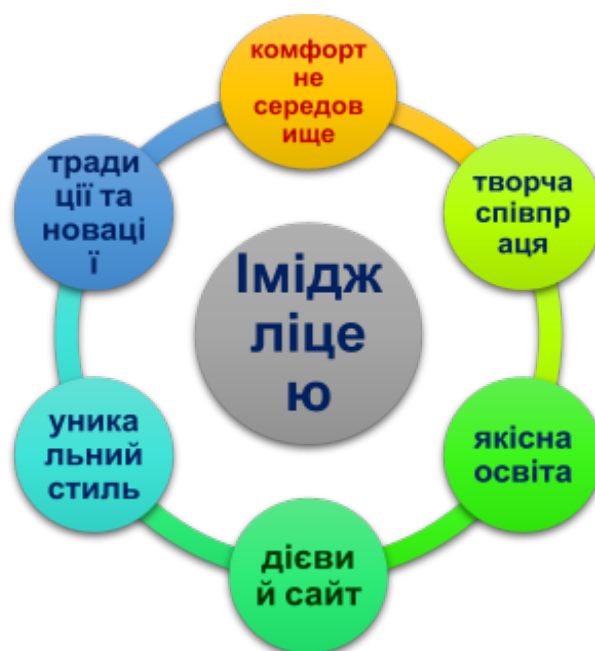 комфорт
не
середов
ище
творча
співпр
аця
якісна
освіта
дієви
й сайт
уника
льний
стиль
тради
ції та
новаці
ї
Імідж
ліце
ю